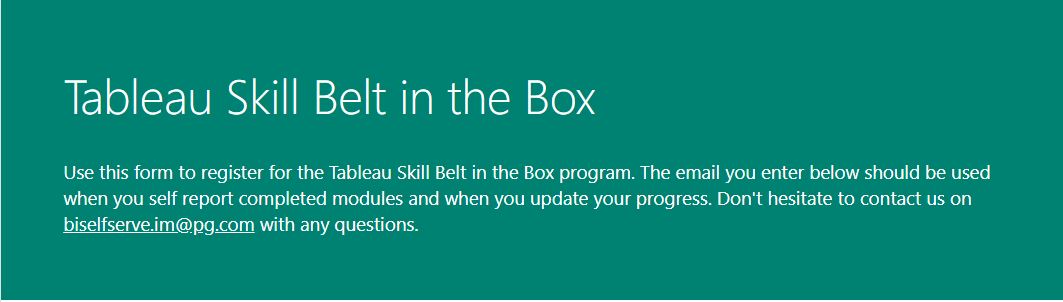 Tableau Skill Belt in the Box
Use this form to register for the Tableau Skill Belt in the Box program. The email you enter below should be used
when you self report completed modules and when you update your progress. Don't hesitate to contact us on
biselfserve.im@pg.com with any questions.